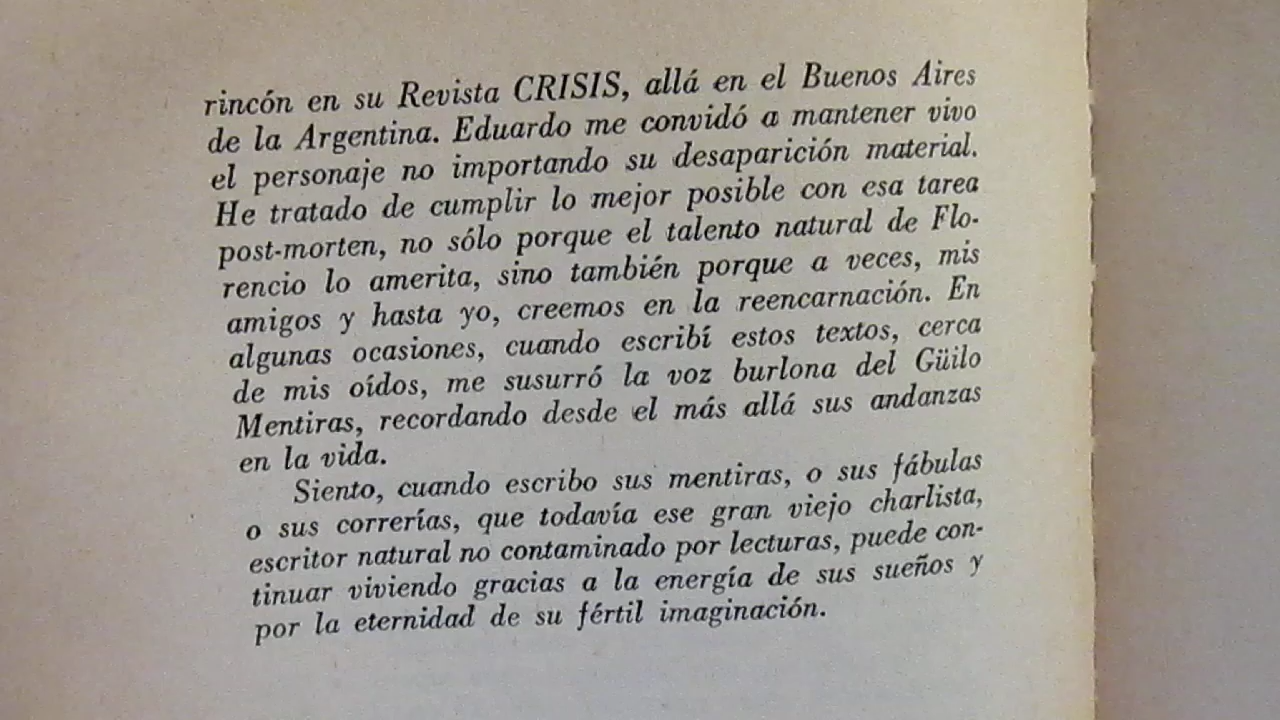 rincón en su Revista CRISIS, allá en el Buenos Aires
de la Argentina. Eduardo me convidó a mantener vivo
el personaje no importando su desaparición material.
He tratado de cumplir lo mejor posible con esa tarea
post-morten, no sólo porque el talento natural de Flo-
rencio lo amerita, sino también porque a veces, mis
amigos y hasta yo, creemos en la reencarnación. En
algunas ocasiones, cuando escribí estos textos, cerca
de mis oídos, me susurró la voz burlona del Güilo
Mentiras, recordando desde el más allá sus andanzas
en la vida.
Siento, cuando escribo sus mentiras, o sus fábulas
o sus correrías, que todavía ese gran viejo charlista,
escritor natural no contaminado por lecturas, puede con-
tinuar viviendo gracias a la energía de sus sueños y
por la eternidad de su fértil imaginación.